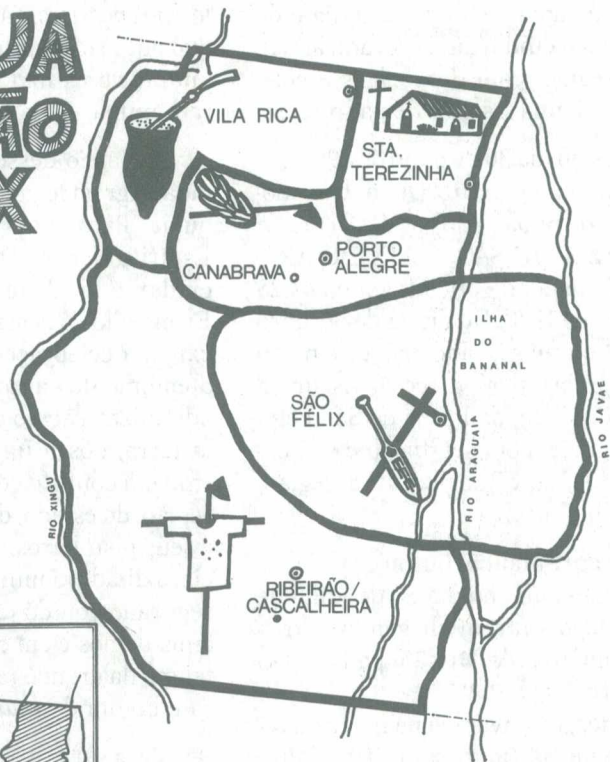 UA
ÃO
X
VILA RICA
STA.
TEREZINHA
PORTO
ALEGRE
CANABRAVA
ILHA
DO
BANANAL
SÃO
FÉLIX
RIO ARAGUAIA
RIO JAVAE
RIO XINGU
RIBEIRÃO/
CASCALHEIRA